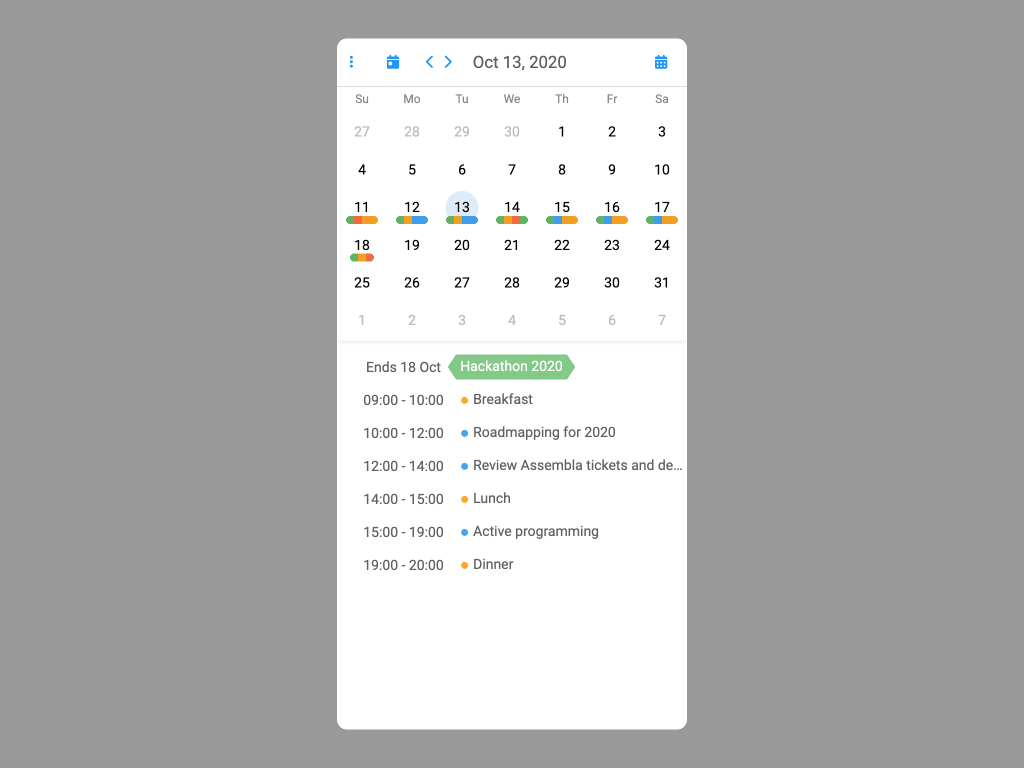 Oct 13, 2020
Su Mo Tu We Th Fr Sa
27 28 29 30 1 2 3
4 5 6 7 8 9 10
11 12 13 14 15 16 17
18 19 20 21 22 23 24
25 26 27 28 29 30 31
1 2 3 4 5 6 7
Ends 18 Oct Hackathon 2020
09:00 - 10:00 Breakfast
10:00 - 12:00 Roadmapping for 2020
12:00 - 14:00 Review Assembla tickets and de…
14:00 - 15:00 Lunch
15:00 - 19:00 Active programming
19:00 - 20:00 Dinner